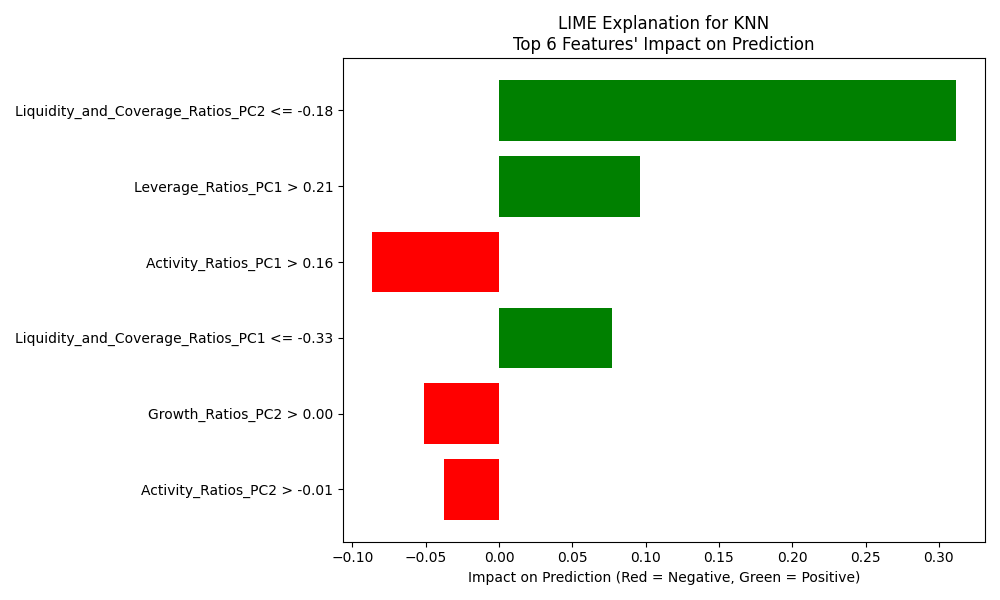 LIME Explanation for KNN
Top 6 Features' Impact on Prediction
Liquidity_and_Coverage_Ratios_PC2 <= -0.18
Leverage_Ratios_PC1 > 0.21
Activity_Ratios_PC1 > 0.16
Liquidity_and_Coverage_Ratios_PC1 <= -0.33
Growth_Ratios_PC2 > 0.00
Activity_Ratios_PC2 > -0.01
−0.10 −0.05 0.00 0.05 0.10 0.15 0.20 0.25 0.30
Impact on Prediction (Red = Negative, Green = Positive)